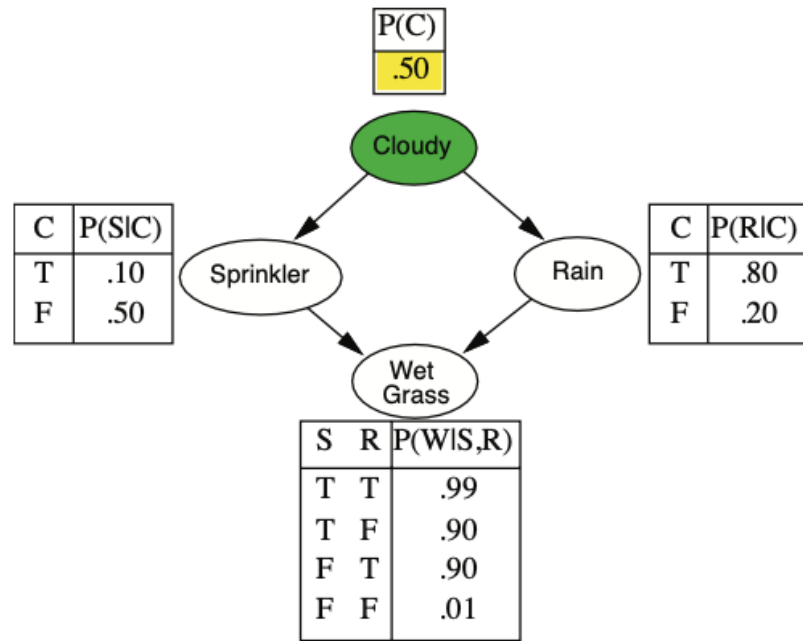 P(C)
.50
Cloudy
C P(S|C)
T .10
F .50
Sprinkler
Rain
C P(R|C)
T .80
F .20
Wet
Grass
S R P(W|S,R)
T T .99
T F .90
F T .90
F F .01